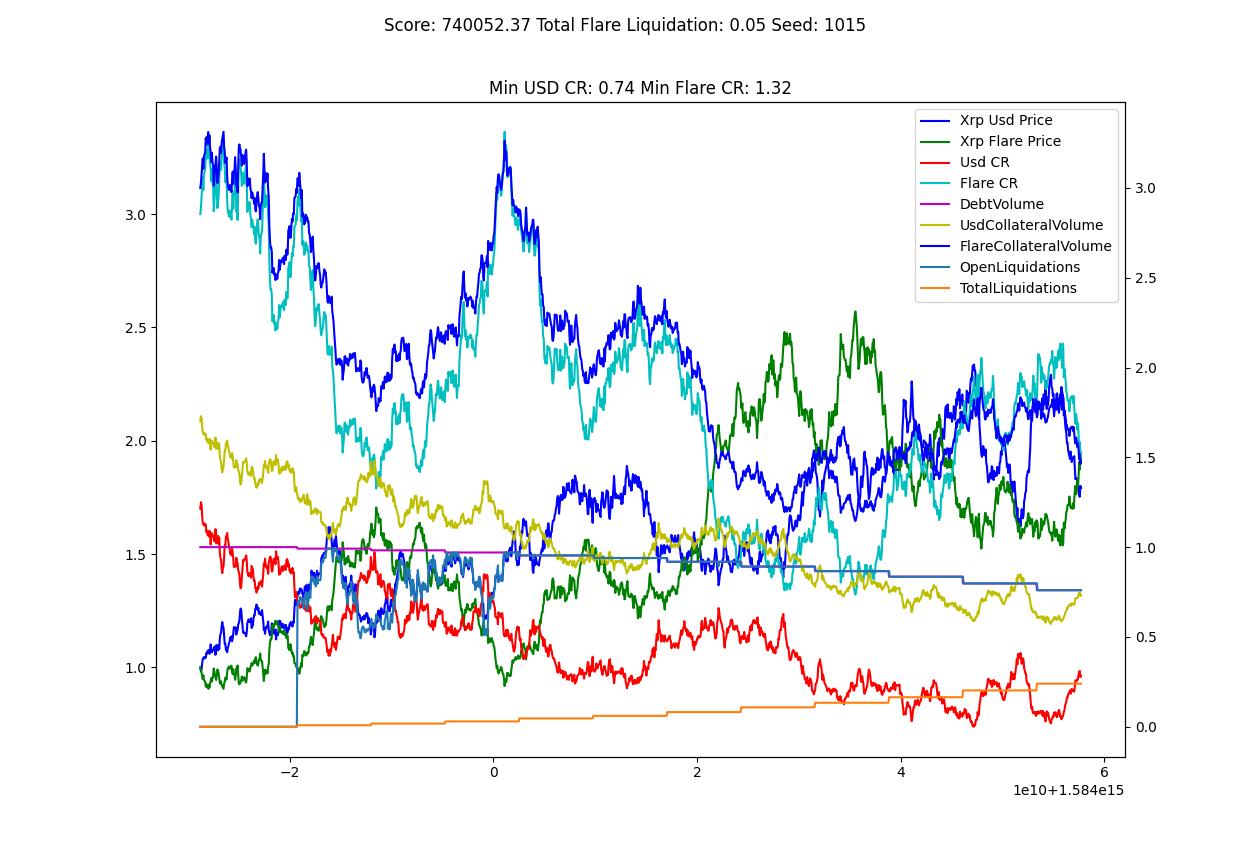 Score: 740052.37 Total Flare Liquidation: 0.05 Seed: 1015
Min USD CR: 0.74 Min Flare CR: 1.32
Xrp Usd Price
Xrp Flare Price
Usd CR
Flare CR
DebtVolume
UsdCollateralVolume
FlareCollateralVolume
OpenLiquidations
TotalLiquidations
3.0
2.5
2.0
1.5
1.0
3.0
2.5
2.0
1.5
1.0
0.5
0.0
−2
0
2
4
6
1e10+1.584e15